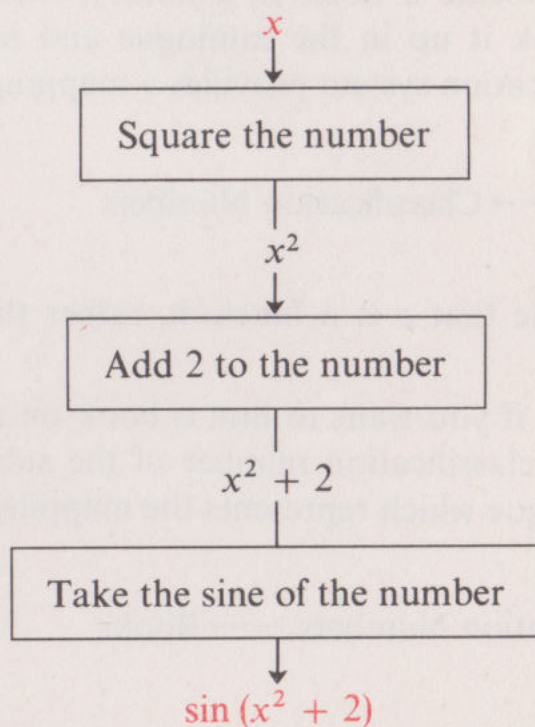 x
Square the number
x²
Add 2 to the number
x² + 2
Take the sine of the number
sin (x² + 2)